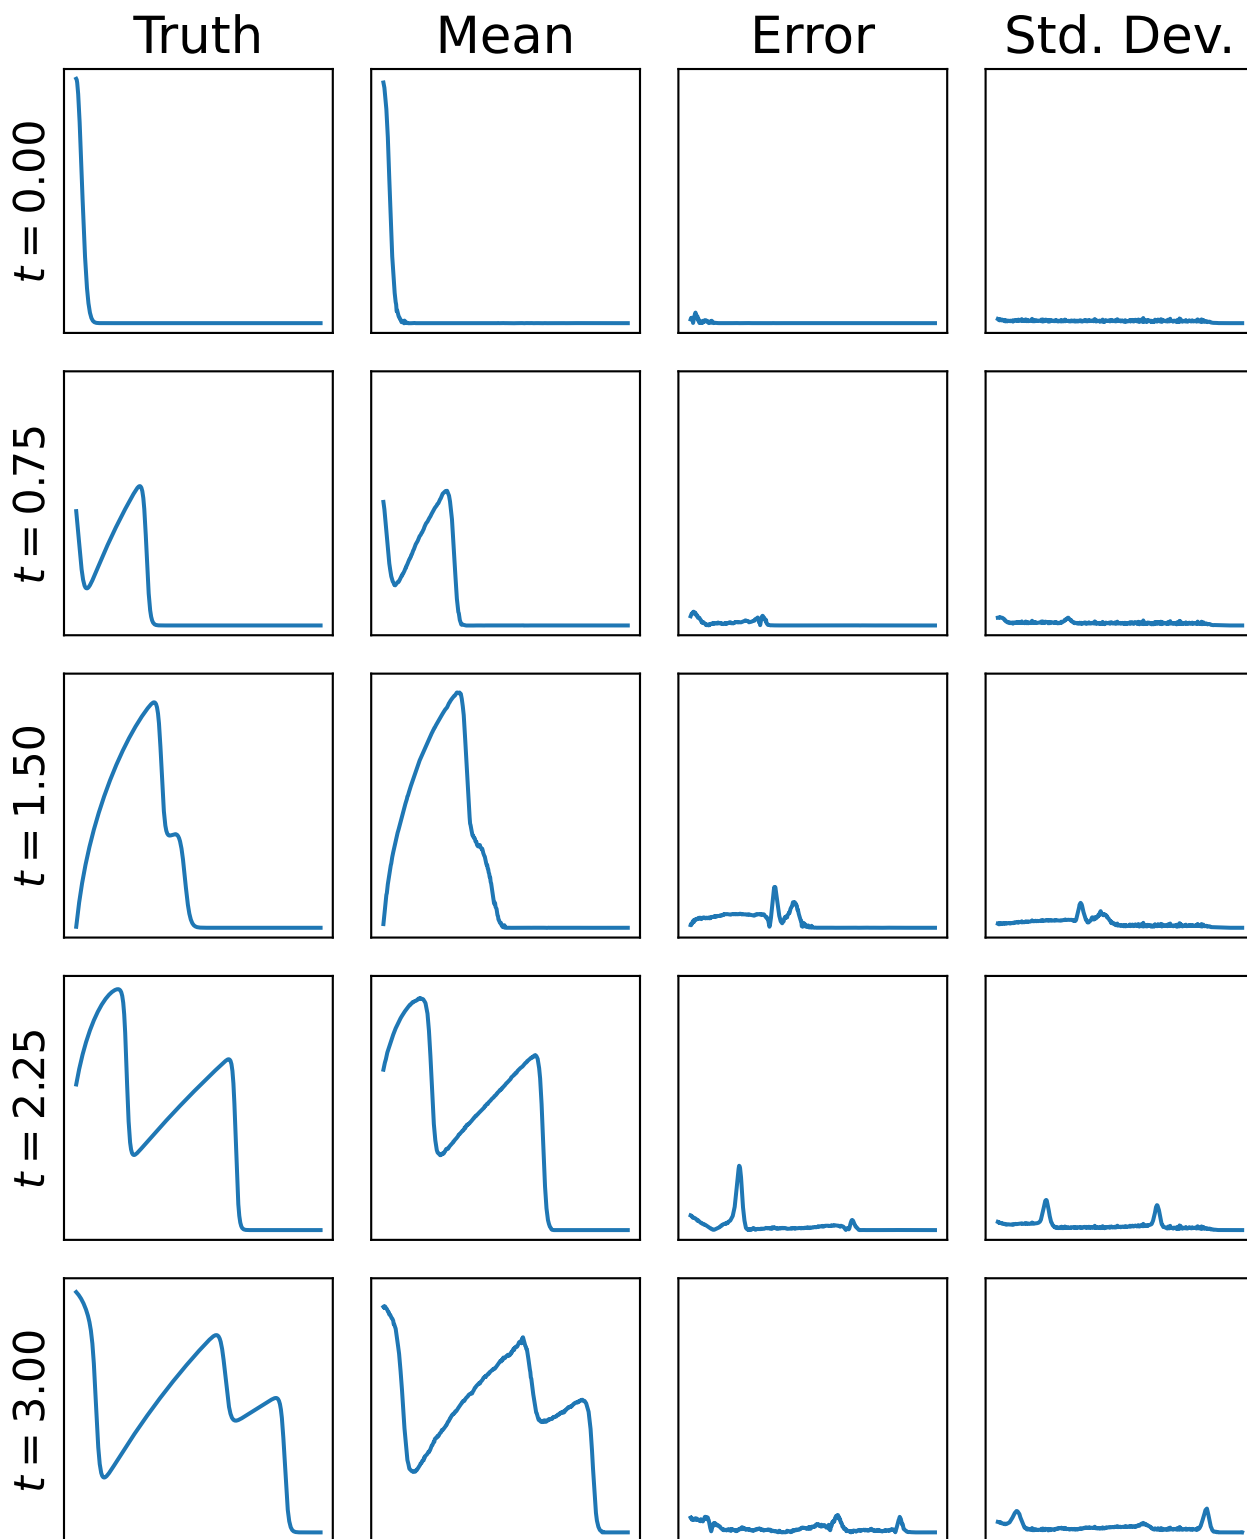 Truth Mean Error Std. Dev.
t = 0.00
t = 0.75
t = 1.50
t = 2.25
t = 3.00